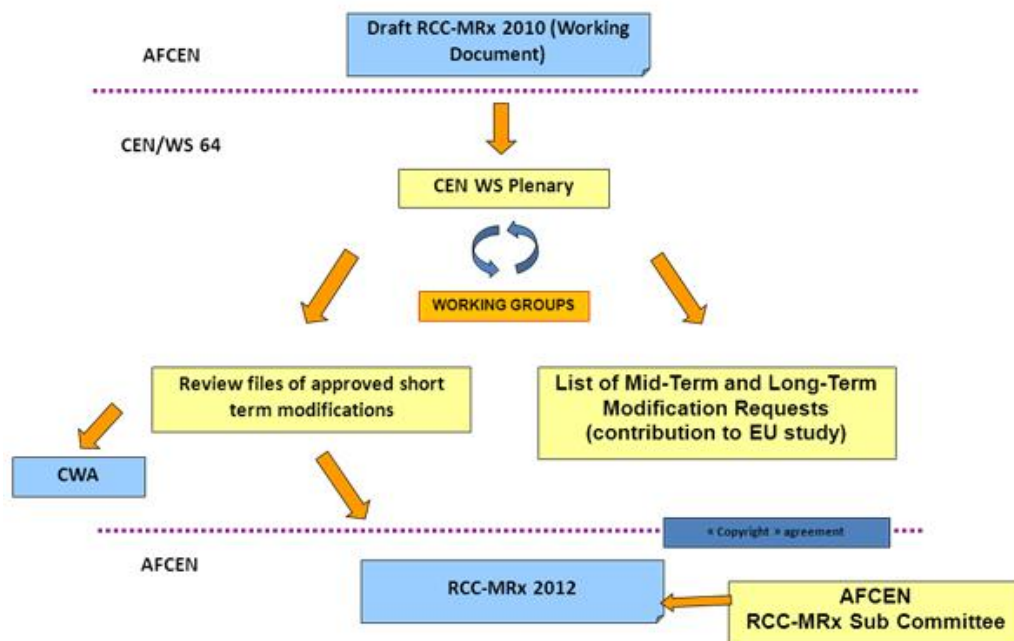 Draft RCC-MRx 2010 (Working
Document)
AFCEN
CEN/WS 64
CEN WS Plenary
WORKING GROUPS
Review files of approved short
term modifications
List of Mid-Term and Long-Term
Modification Requests
(contribution to EU study)
CWA
« Copyright » agreement
AFCEN
RCC-MRx 2012
AFCEN
RCC-MRx Sub Committee